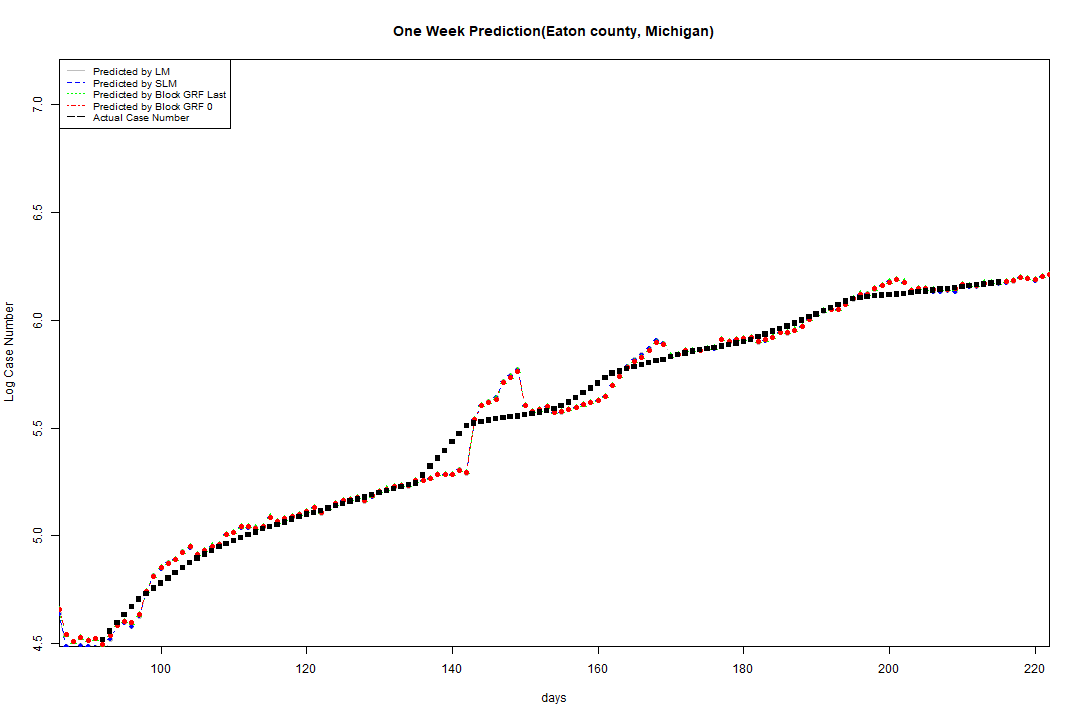 One Week Prediction(Eaton county, Michigan)
Predicted by LM
Predicted by SLM
Predicted by Block GRF Last
Predicted by Block GRF 0
Actual Case Number
7.0
6.5
6.0
5.5
5.0
4.5
Log Case Number
100 120 140 160 180 200 220
days